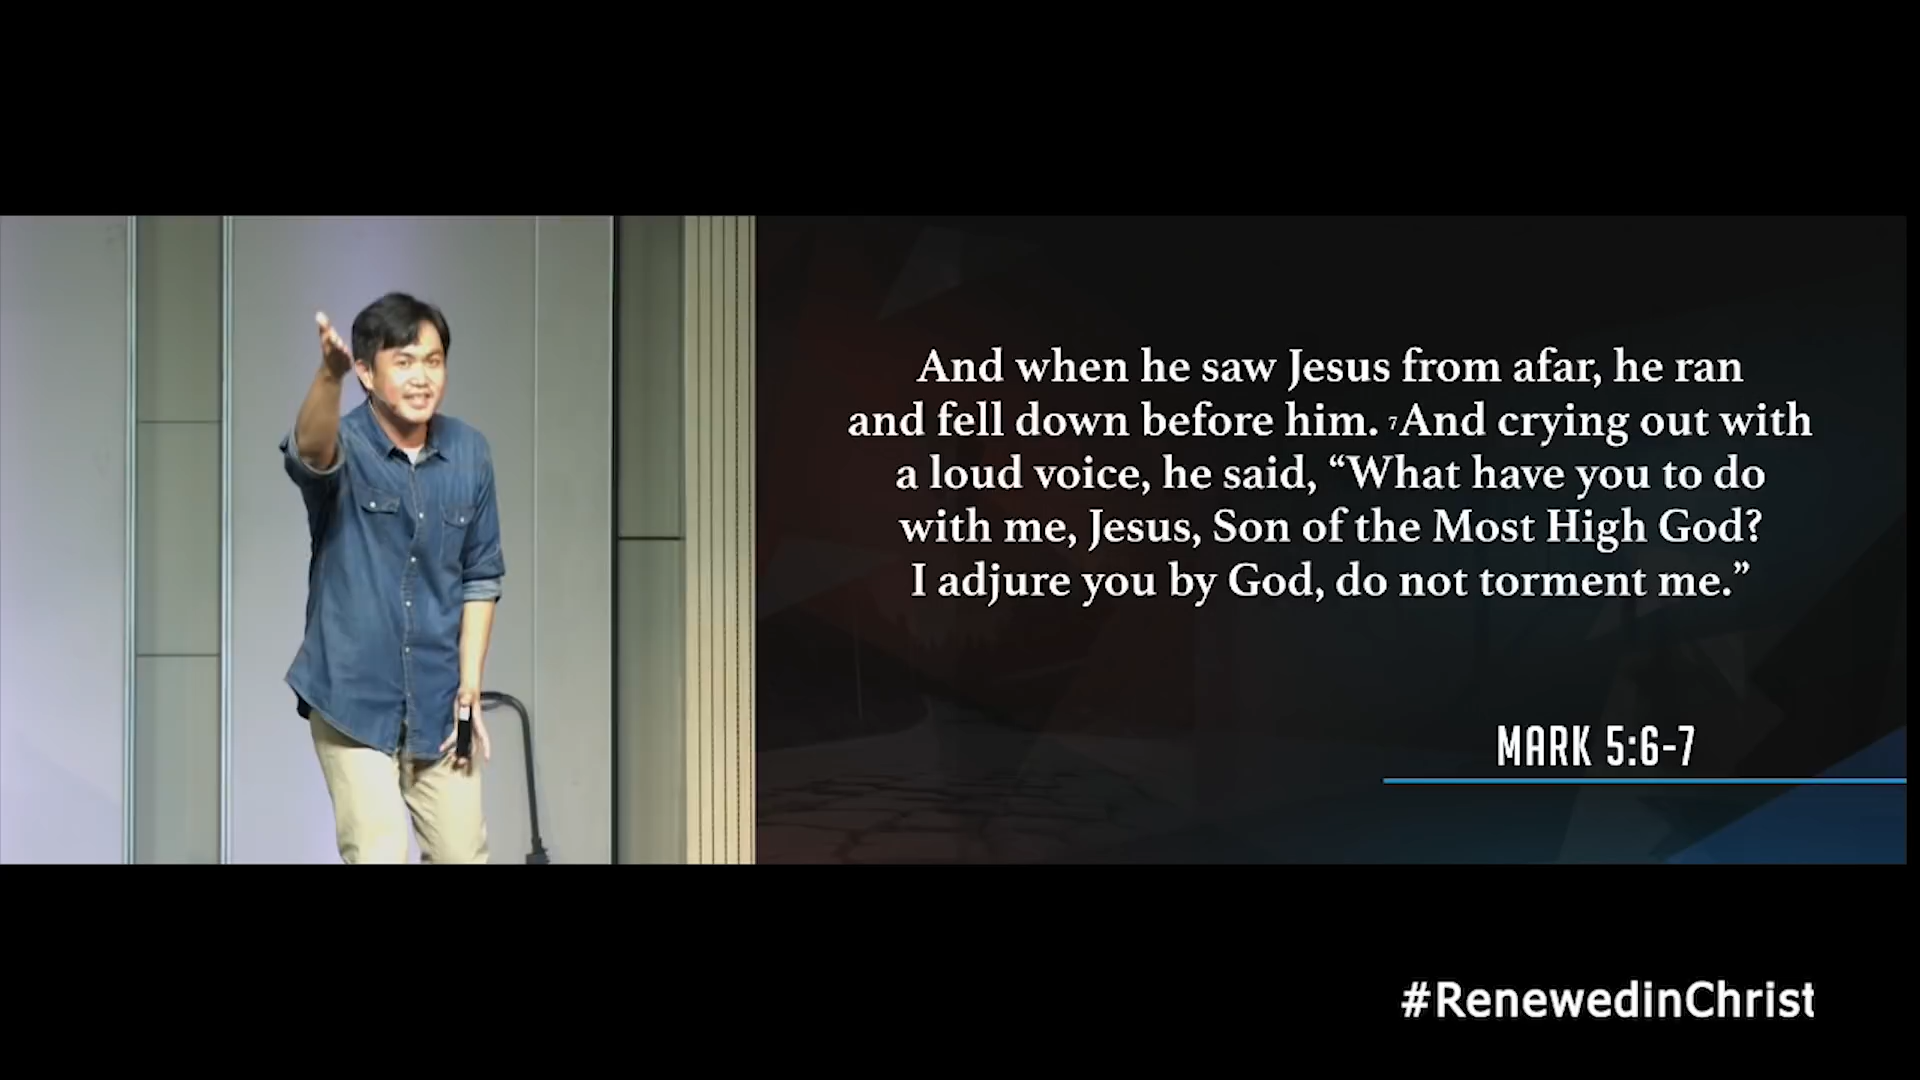 And when he saw Jesus from afar, he ran
and fell down before him. 7And crying out with
a loud voice, he said, “What have you to do
with me, Jesus, Son of the Most High God?
I adjure you by God, do not torment me.”
MARK 5:6-7
#RenewedinChrist